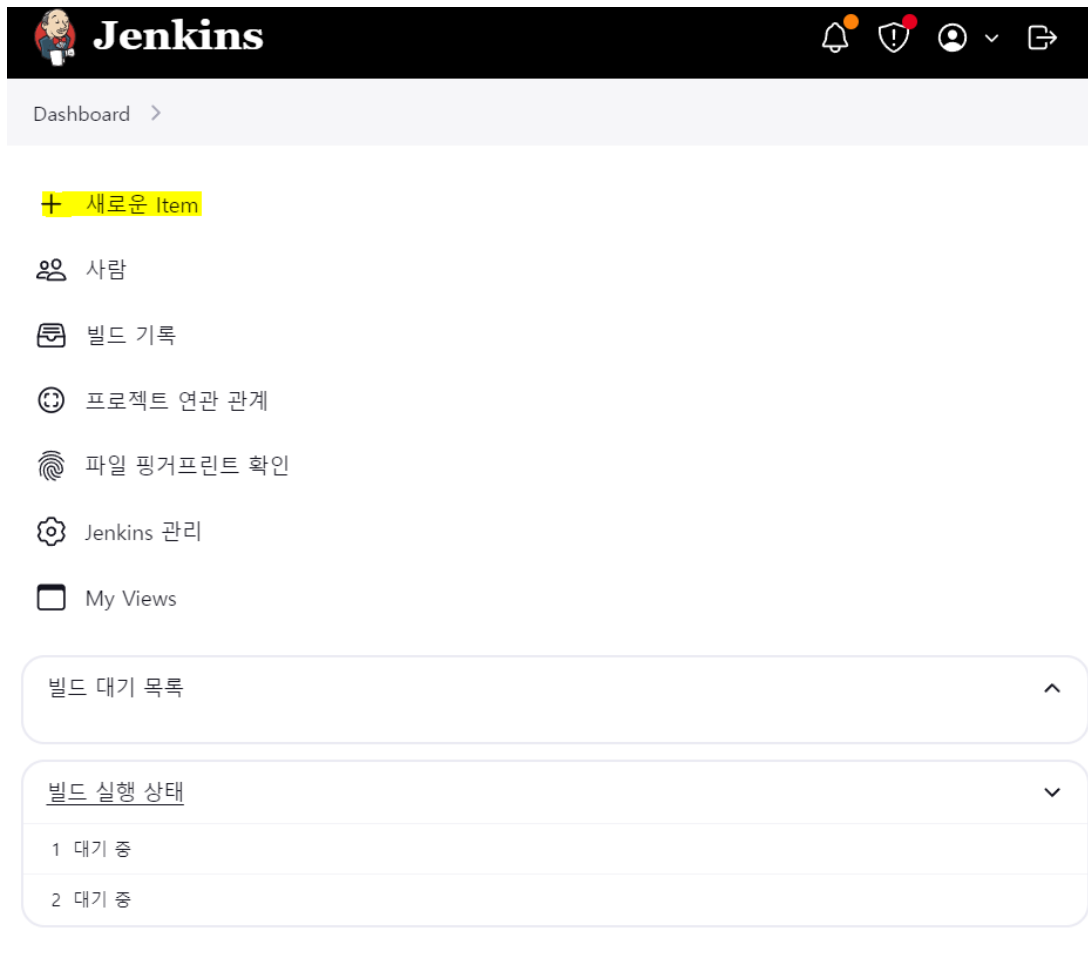 Jenkins
Dashboard
새로운 Item
사람
빌드 기록
프로젝트 연관 관계
파일 핑거프린트 확인
Jenkins 관리
My Views
빌드 대기 목록
빌드 실행 상태
1 대기 중
2 대기 중